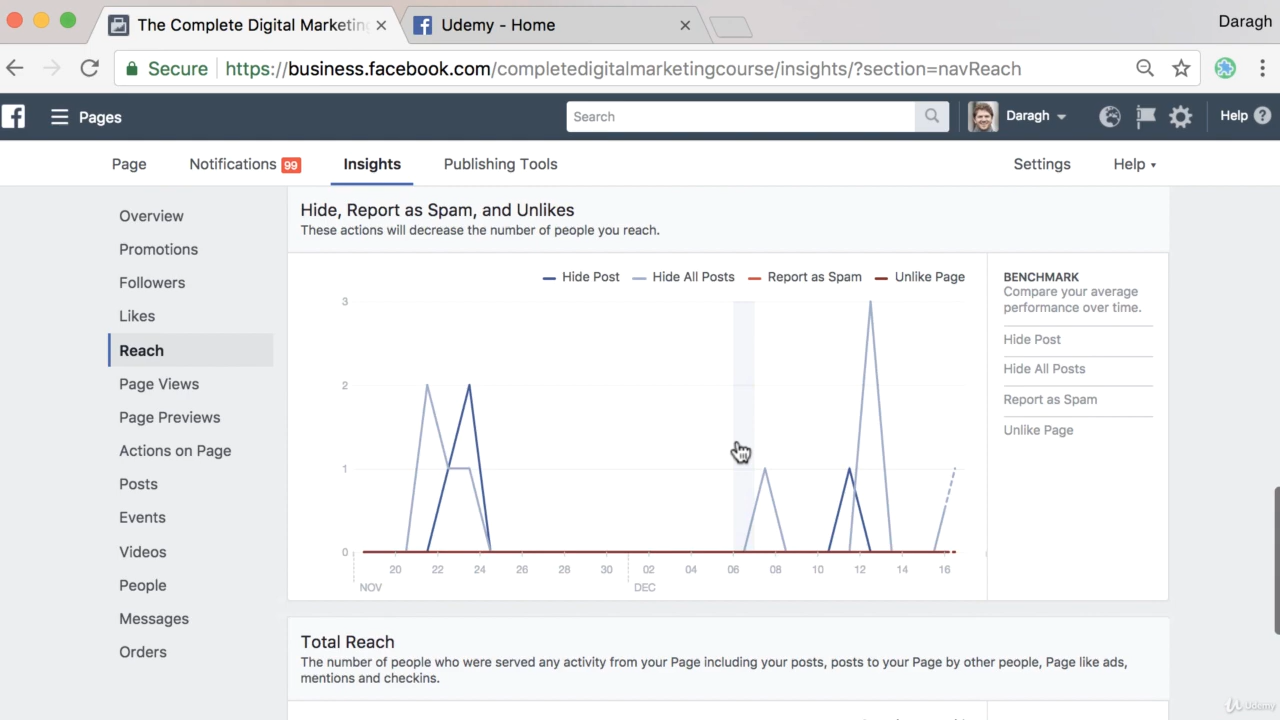 The Complete Digital Marketing
Udemy - Home
Daragh
Secure
https://business.facebook.com/completedigitalmarketingcourse/insights/?section=navReach
Pages
Search
Daragh
Help
Page
Notifications 99
Insights
Publishing Tools
Settings
Help
Overview
Promotions
Followers
Likes
Reach
Page Views
Page Previews
Actions on Page
Posts
Events
Videos
People
Messages
Orders
Hide, Report as Spam, and Unlikes
These actions will decrease the number of people you reach.
Hide Post
Hide All Posts
Report as Spam
Unlike Page
3
2
1
0
20 22 24 26 28 30 02 04 06 08 10 12 14 16
NOV DEC
BENCHMARK
Compare your average
performance over time.
Hide Post
Hide All Posts
Report as Spam
Unlike Page
Total Reach
The number of people who were served any activity from your Page including your posts, posts to your Page by other people, Page like ads,
mentions and checkins.
Udemy